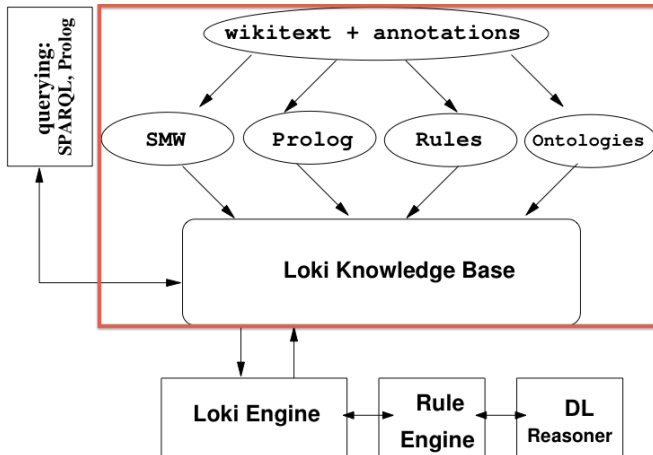 querying:
SPARQL, Prolog
wikitext + annotations
SMW
Prolog
Rules
Ontologies
Loki Knowledge Base
Loki Engine
Rule
Engine
DL
Reasoner